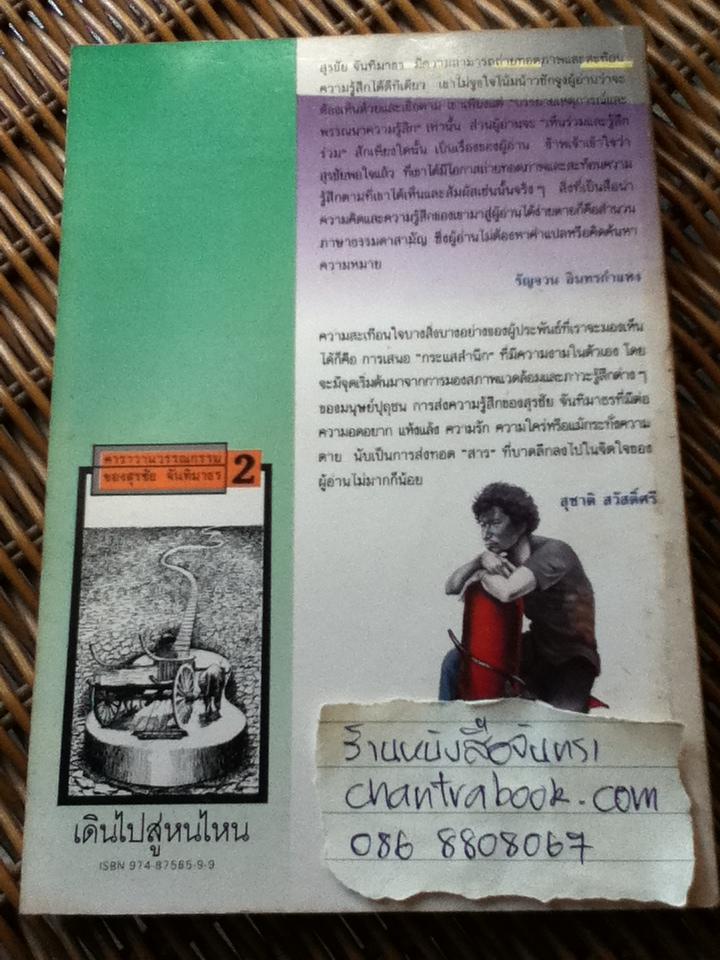 สุรชัย จันทิมาธร มีความสามารถถ่ายทอดภาพและสะท้อน
ความรู้สึกได้ดีทีเดียว เขาไม่จูงใจโน้มน้าวชักจูงผู้อ่านว่าจะ
ต้องเห็นด้วยและเชื่อตาม เขาเพียงแต่ "บรรยายเหตุการณ์และ
พรรณนาความรู้สึก" เท่านั้น ส่วนผู้อ่านจะ "เห็นร่วมและรู้สึก
ร่วม" สักเพียงใดนั้น เป็นเรื่องของผู้อ่าน ข้าพเจ้าเข้าใจว่า
สุรชัยพอใจแล้ว ที่เขาได้มีโอกาสถ่ายทอดภาพและสะท้อนความ
รู้สึกตามที่เขาได้เห็นและสัมผัสเช่นนั้นจริง ๆ สิ่งที่เป็นสื่อนำ
ความคิดและความรู้สึกของเขามาสู่ผู้อ่านได้ง่ายดายก็คือสำนวน
ภาษาธรรมดาสามัญ ซึ่งผู้อ่านไม่ต้องหาคำแปลหรือคิดค้นหา
ความหมาย
รัญจวน อินทรกำแหง
ความสะเทือนใจบางสิ่งบางอย่างของผู้ประพันธ์ที่เราจะมองเห็น
ได้ก็คือ การเสนอ "กระแสสำนึก" ที่มีความงามในตัวเอง โดย
จะมีจุดเริ่มต้นมาจากการมองสภาพแวดล้อมและภาวะรู้สึกต่าง ๆ
ของมนุษย์ปุถุชน การส่งความรู้สึกของสุรชัย จันทิมาธรที่มีต่อ
ความอดอยาก แห้งแล้ง ความรัก ความใคร่หรือแม้กระทั่งความ
ตาย นับเป็นการส่งทอด "สาร" ที่บาดลึกลงไปในจิตใจของ
ผู้อ่านไม่มากก็น้อย
สุชาติ สวัสดิ์ศรี
คาราวานวรรณกรรม
ของสุรชัย จันทิมาธร 2
เดินไปสู่หนไหน
ISBN 974-87565-9-9
ร้านหนังสือจันทรา
chantrabook.com
086 8808067